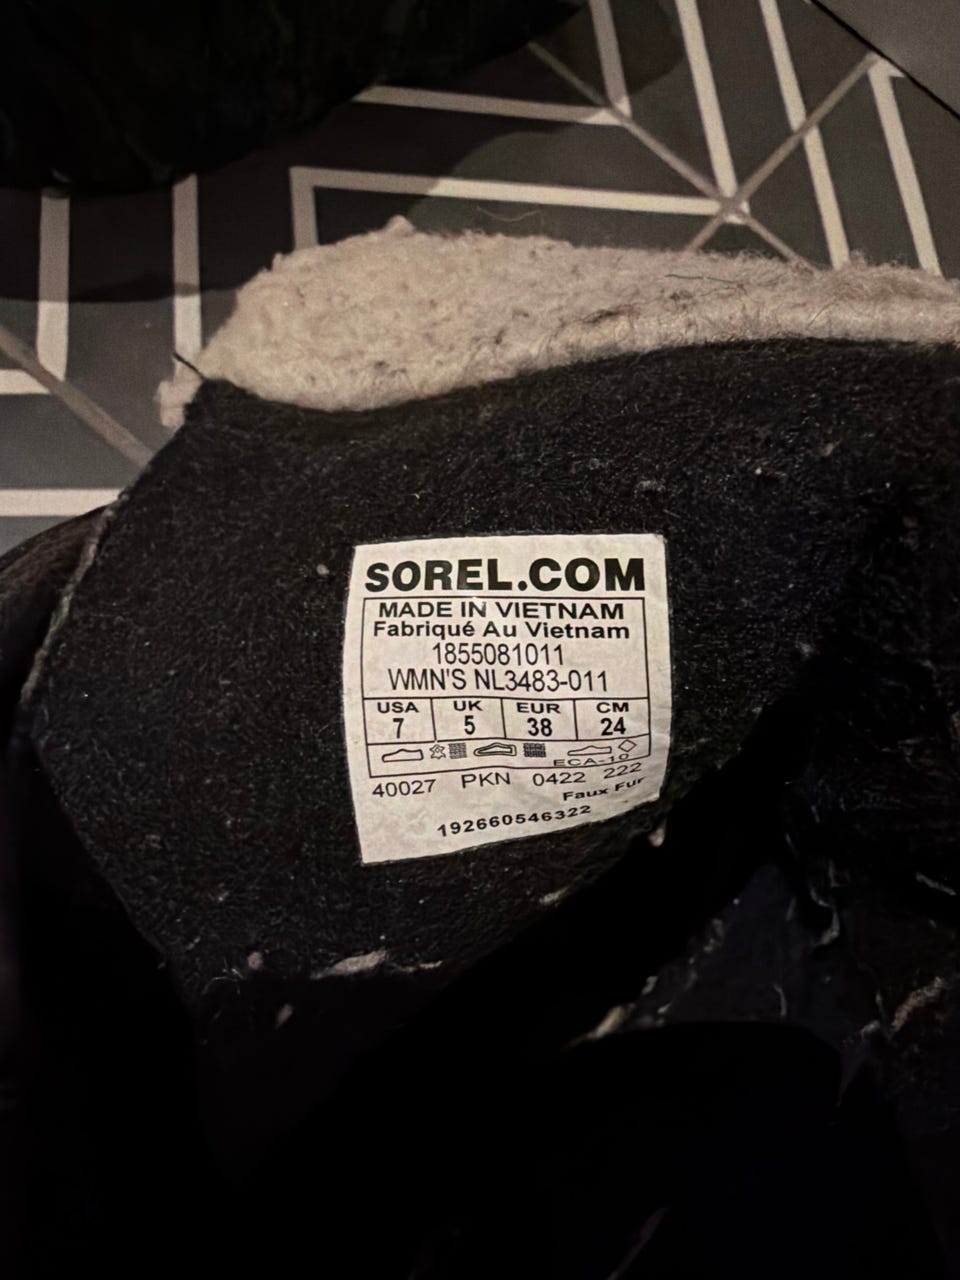 SOREL.COM
MADE IN VIETNAM
Fabriqué Au Vietnam
1855081011
WMN'S NL3483-011
USA UK EUR CM
7 5 38 24
ECA-10
40027 PKN 0422 222
Faux Fur
192660546322